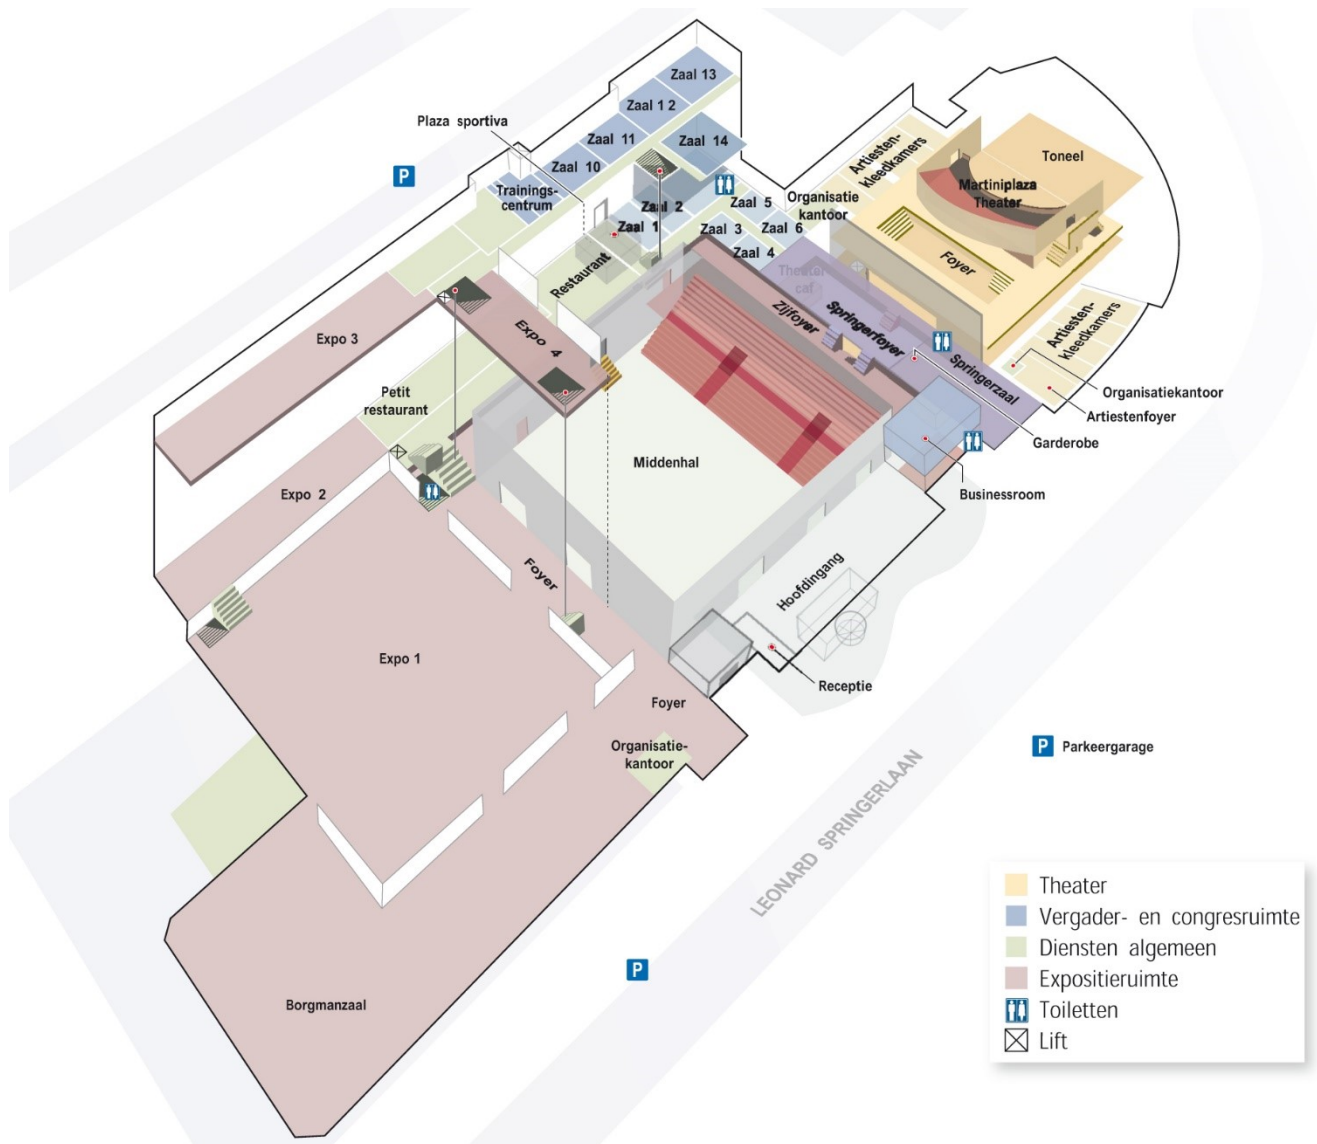 Zaal 13
Zaal 12
Plaza sportiva
Zaal 11
Zaal 14
Zaal 10
Trainings-
centrum
Artiesten-
kleedkamers
Toneel
Martiniplaza
Theater
Organisatie
kantoor
Zaal 2
Zaal 5
Zaal 1
Zaal 3
Zaal 6
Zaal 4
Foyer
Restaurant
Theater
caf
Zijfoyer
Springerfoyer
Springerzaal
Artiesten-
kleedkamers
Organisatiekantoor
Artiestenfoyer
Garderobe
Businessroom
Expo 3
Expo 4
Petit
restaurant
Middenhal
Expo 2
Foyer
Hoofdingang
Expo 1
Receptie
Foyer
Organisatie-
kantoor
P
P Parkeergarage
LEONARD SPRINGERLAAN
P
Borgmanzaal
Theater
Vergader- en congresruimte
Diensten algemeen
Expositieruimte
Toiletten
Lift